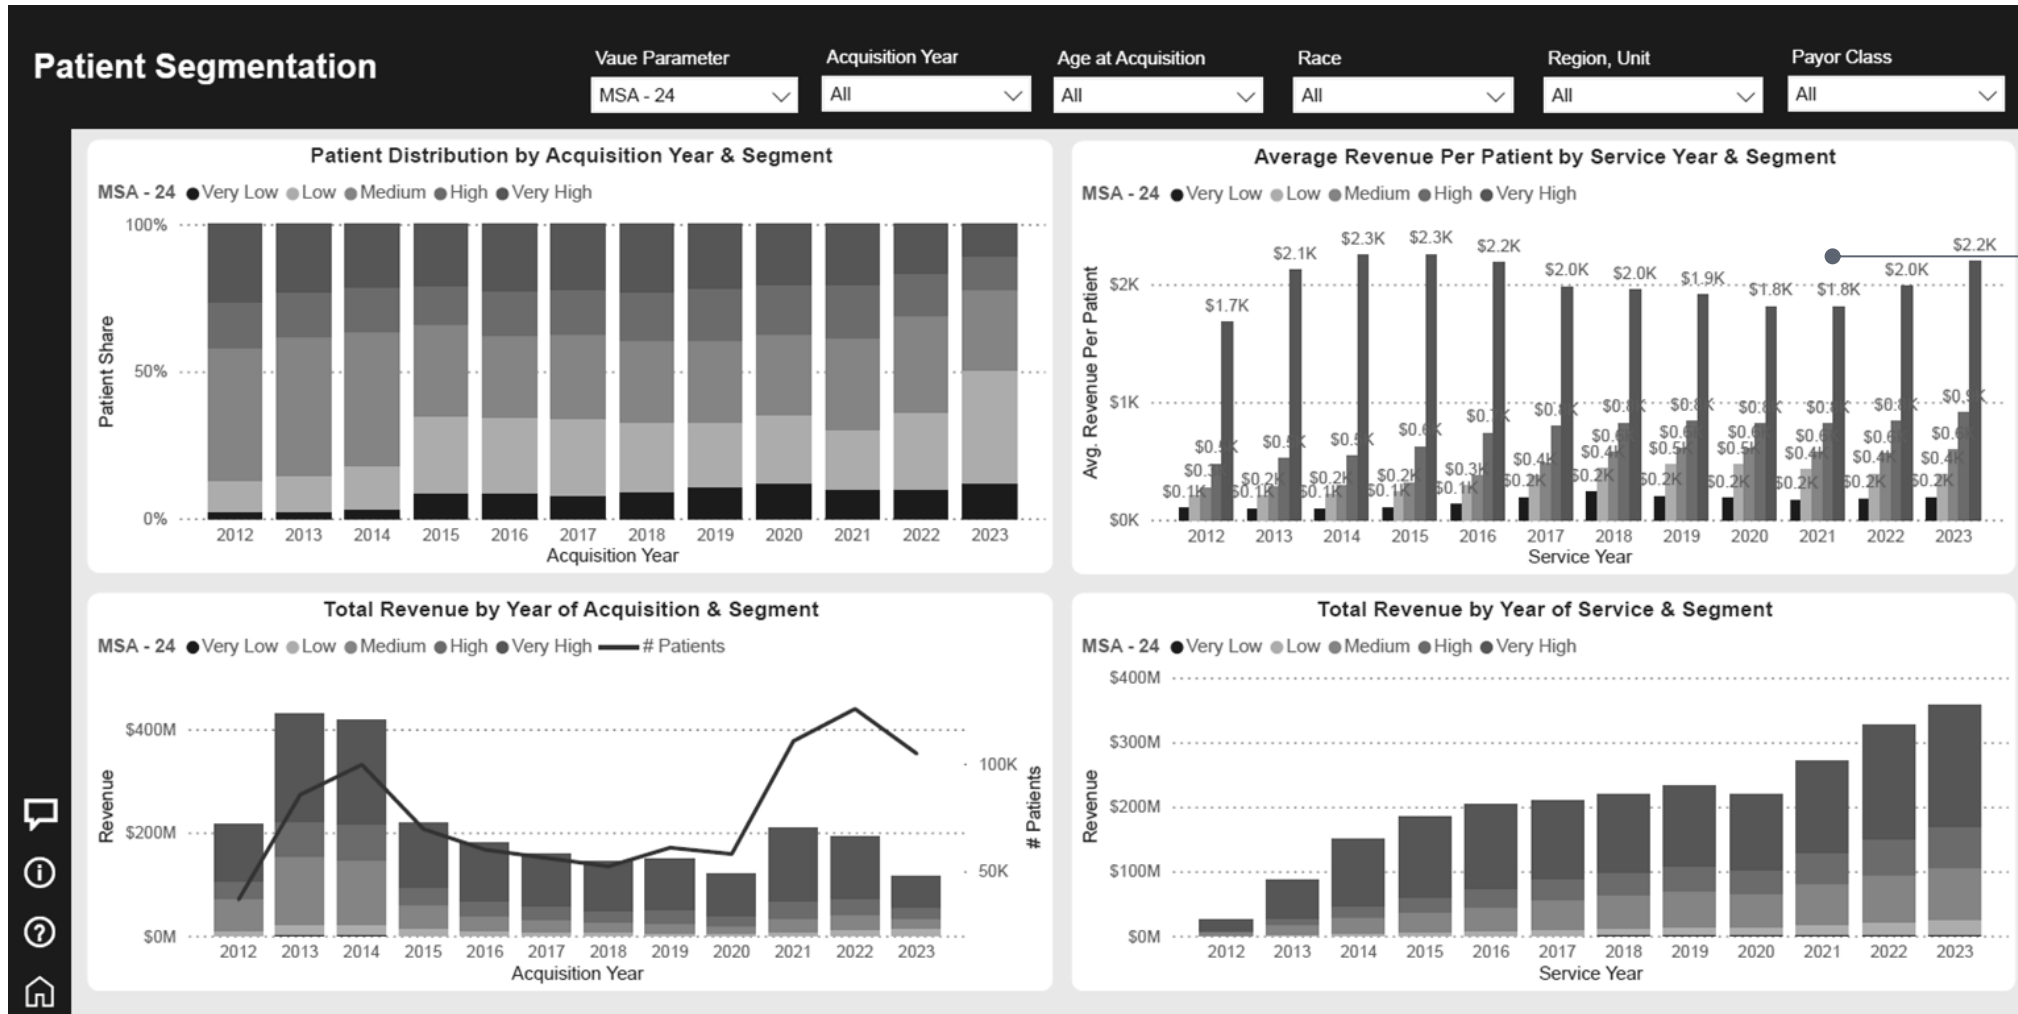 Patient Segmentation
Vaue Parameter
Acquisition Year
Age at Acquisition
Race
Region, Unit
Payor Class
MSA - 24
All
All
All
All
All
Patient Distribution by Acquisition Year & Segment
MSA - 24 Very Low Low Medium High Very High
100%
50%
0%
Patient Share
2012 2013 2014 2015 2016 2017 2018 2019 2020 2021 2022 2023
Acquisition Year
Average Revenue Per Patient by Service Year & Segment
MSA - 24 Very Low Low Medium High Very High
$2K
$1K
$0K
Avg. Revenue Per Patient
$1.7K $2.1K $2.3K $2.3K $2.2K $2.0K $2.0K $1.9K $1.8K $1.8K $2.0K $2.2K
2012 2013 2014 2015 2016 2017 2018 2019 2020 2021 2022 2023
Service Year
Total Revenue by Year of Acquisition & Segment
MSA - 24 Very Low Low Medium High Very High # Patients
$400M
$200M
$0M
Revenue
100K
50K
# Patients
2012 2013 2014 2015 2016 2017 2018 2019 2020 2021 2022 2023
Acquisition Year
Total Revenue by Year of Service & Segment
MSA - 24 Very Low Low Medium High Very High
$400M
$300M
$200M
$100M
$0M
Revenue
2012 2013 2014 2015 2016 2017 2018 2019 2020 2021 2022 2023
Service Year